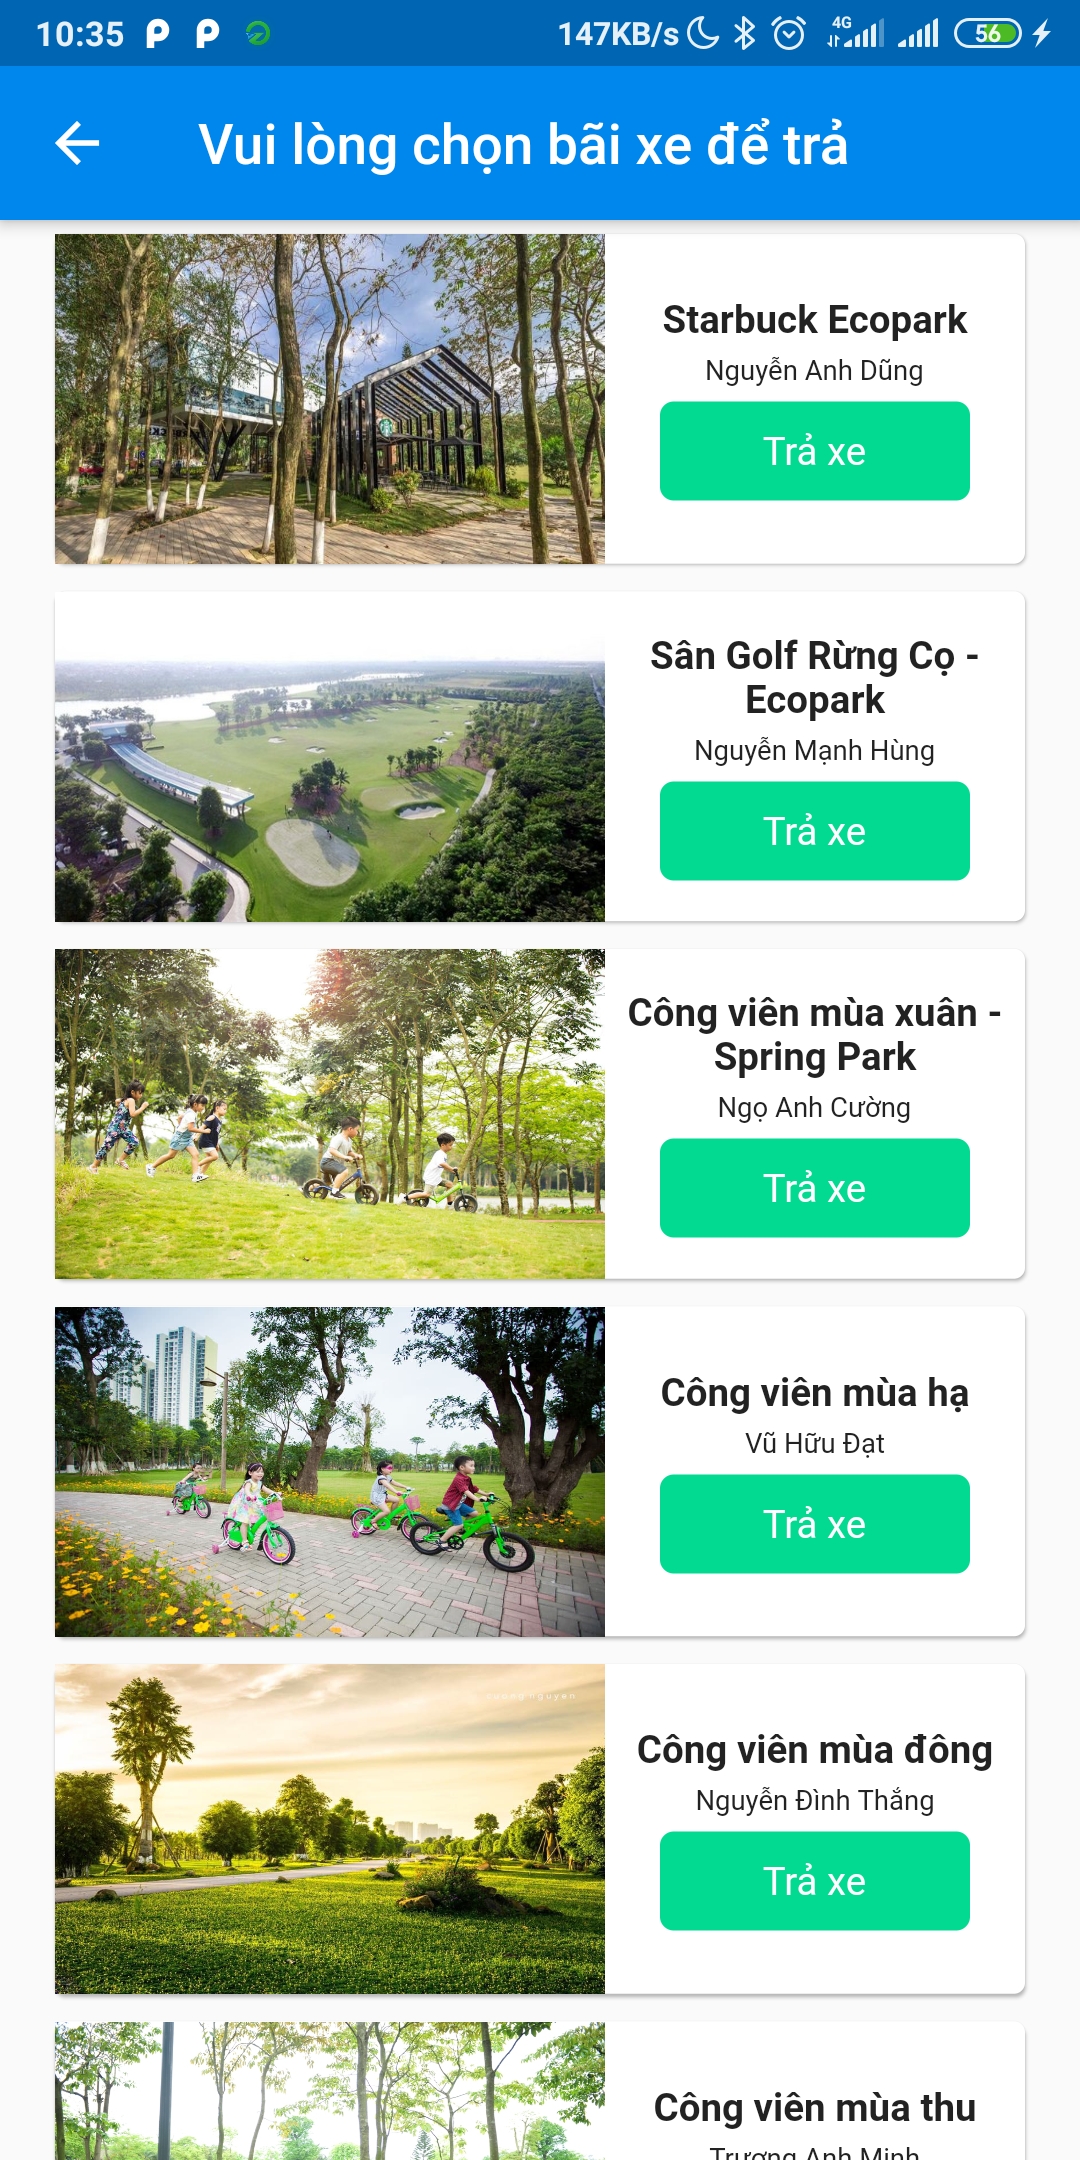 10:35
147KB/s
4G
56
Vui lòng chọn bãi xe để trả
Starbuck Ecopark
Nguyễn Anh Dũng
Trả xe
Sân Golf Rừng Cọ -
Ecopark
Nguyễn Mạnh Hùng
Trả xe
Công viên mùa xuân -
Spring Park
Ngọ Anh Cường
Trả xe
Công viên mùa hạ
Vũ Hữu Đạt
Trả xe
Công viên mùa đông
Nguyễn Đình Thắng
Trả xe
Công viên mùa thu
Trương Anh Minh